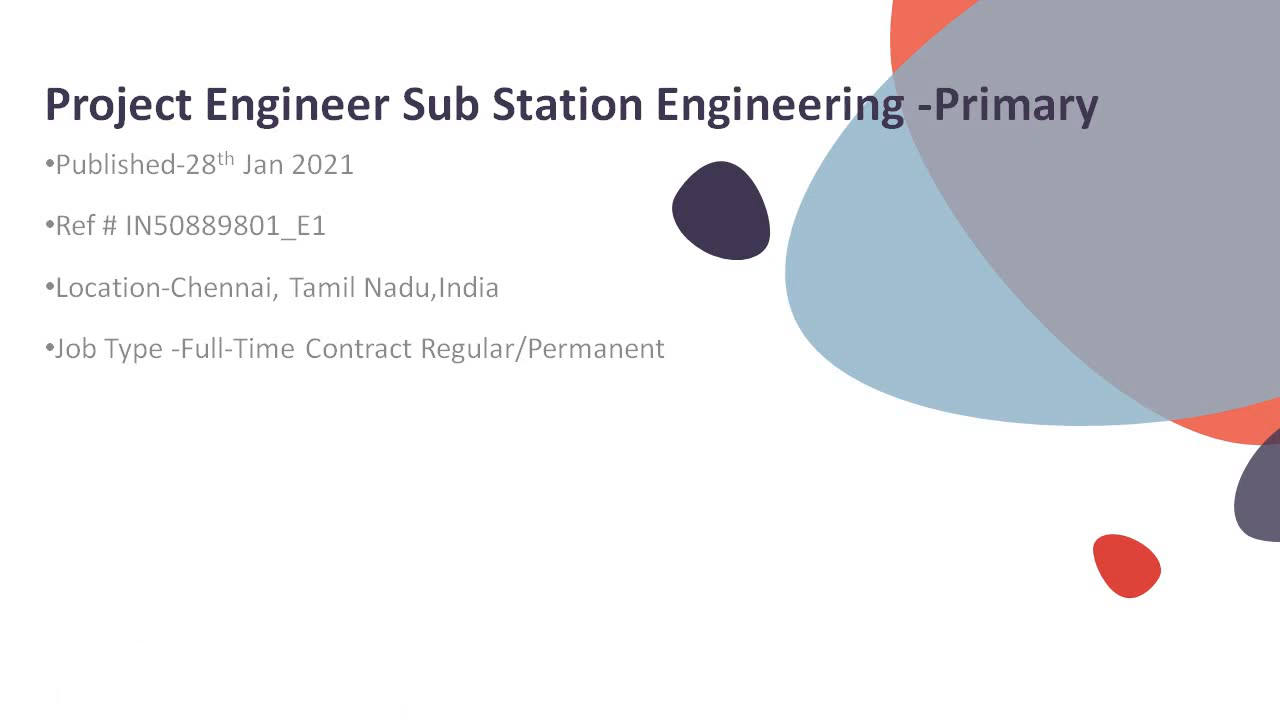 Project Engineer Sub Station Engineering -Primary
•Published-28th Jan 2021
•Ref # IN50889801_E1
•Location-Chennai, Tamil Nadu,India
•Job Type -Full-Time Contract Regular/Permanent